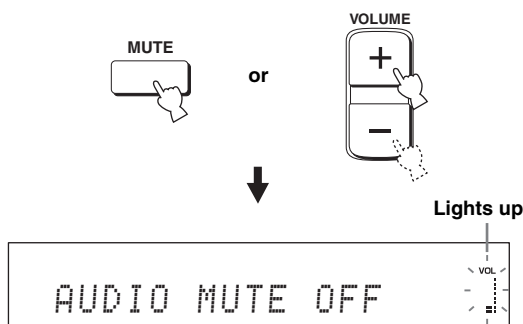 VOLUME
MUTE
or
+
−
Lights up
VOL
AUDIO MUTE OFF